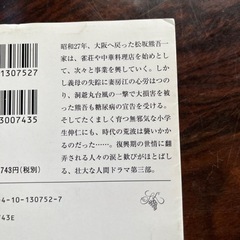 130752₇
昭和27年、大阪へ戻った松坂熊吾一
家は、雀荘や中華料理店を始めとし
て、次々と事業を興していく。しか
し義母の失踪に妻房江の心労はつの
り、洞爺丸台風の一撃で大損害を被
った熊吾も糖尿病の宣告を受ける。
そしてたくましく育つ無邪気な小学
生伸仁にも、時代の荒波は襲いかか
るのだった……。復興期の世情に翻
弄される人々の涙と歓びがほとばし
る、壮大な人間ドラマ第三部。
1307527
3007435
743円(税別)
4-10-130752-7
43E